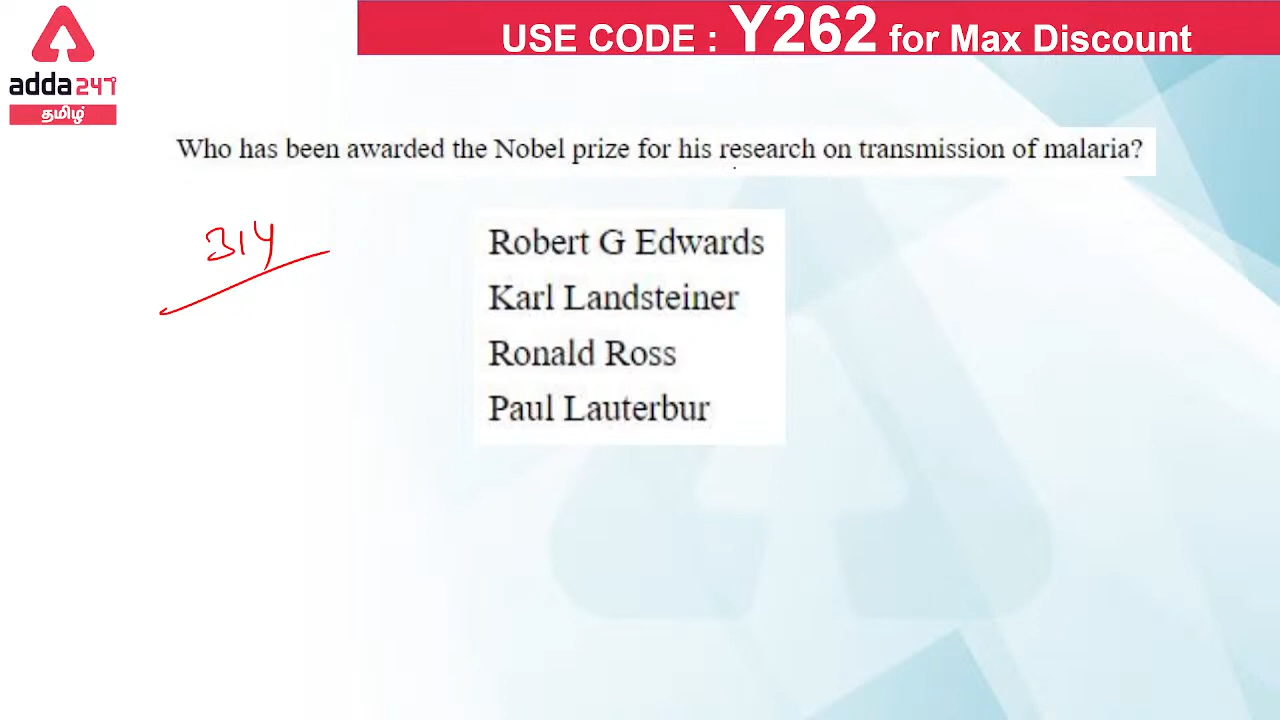 USE CODE : Y262 for Max Discount
adda247
தமிழ்
Who has been awarded the Nobel prize for his research on transmission of malaria?
314
Robert G Edwards
Karl Landsteiner
Ronald Ross
Paul Lauterbur